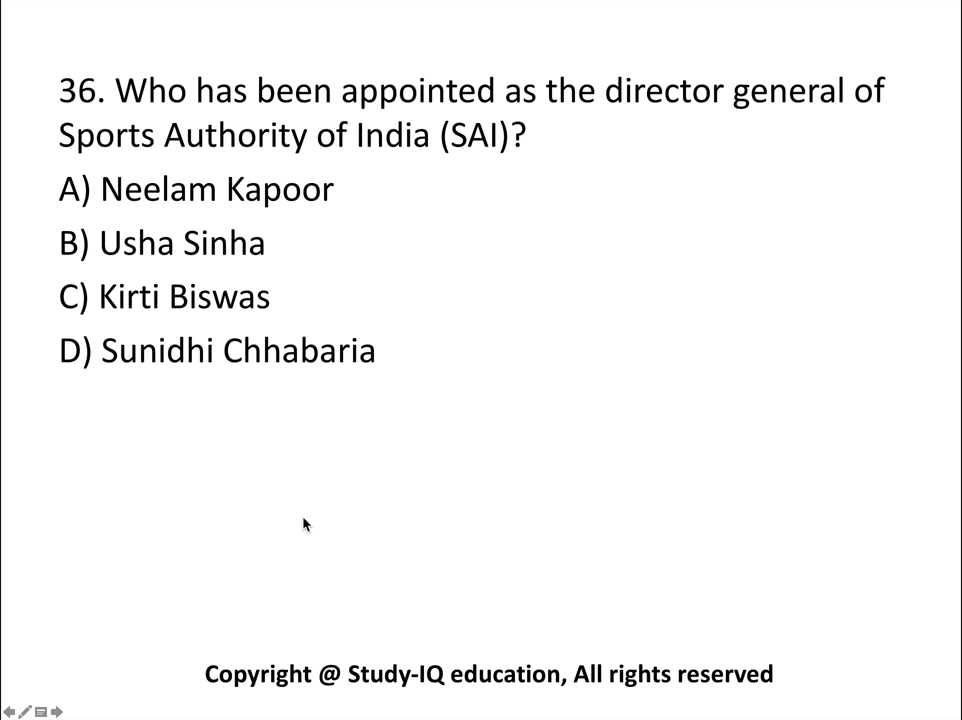 36. Who has been appointed as the director general of
Sports Authority of India (SAI)?
A) Neelam Kapoor
B) Usha Sinha
C) Kirti Biswas
D) Sunidhi Chhabaria
Copyright @ Study-IQ education, All rights reserved